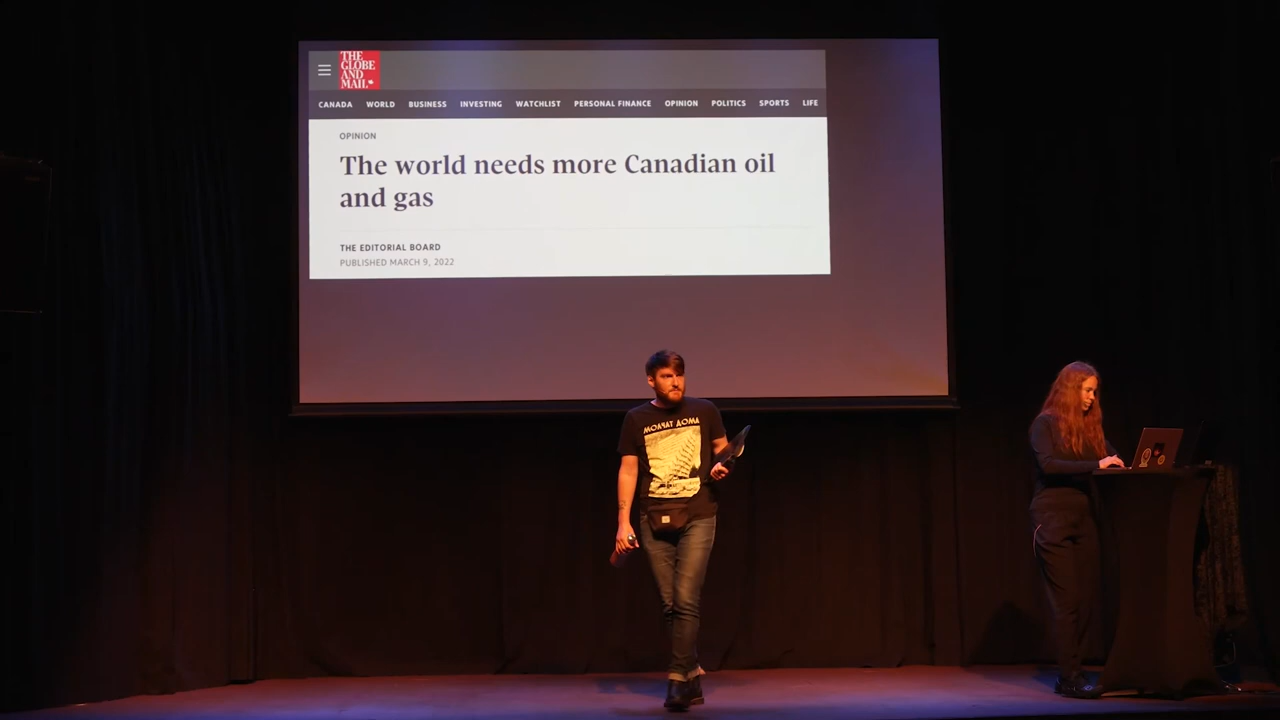 THE
GLOBE
AND
MAIL
CANADA WORLD BUSINESS INVESTING WATCHLIST PERSONAL FINANCE OPINION POLITICS SPORTS LIFE
OPINION
The world needs more Canadian oil
and gas
THE EDITORIAL BOARD
PUBLISHED MARCH 9, 2022
МОЛЧАТ ДОМА